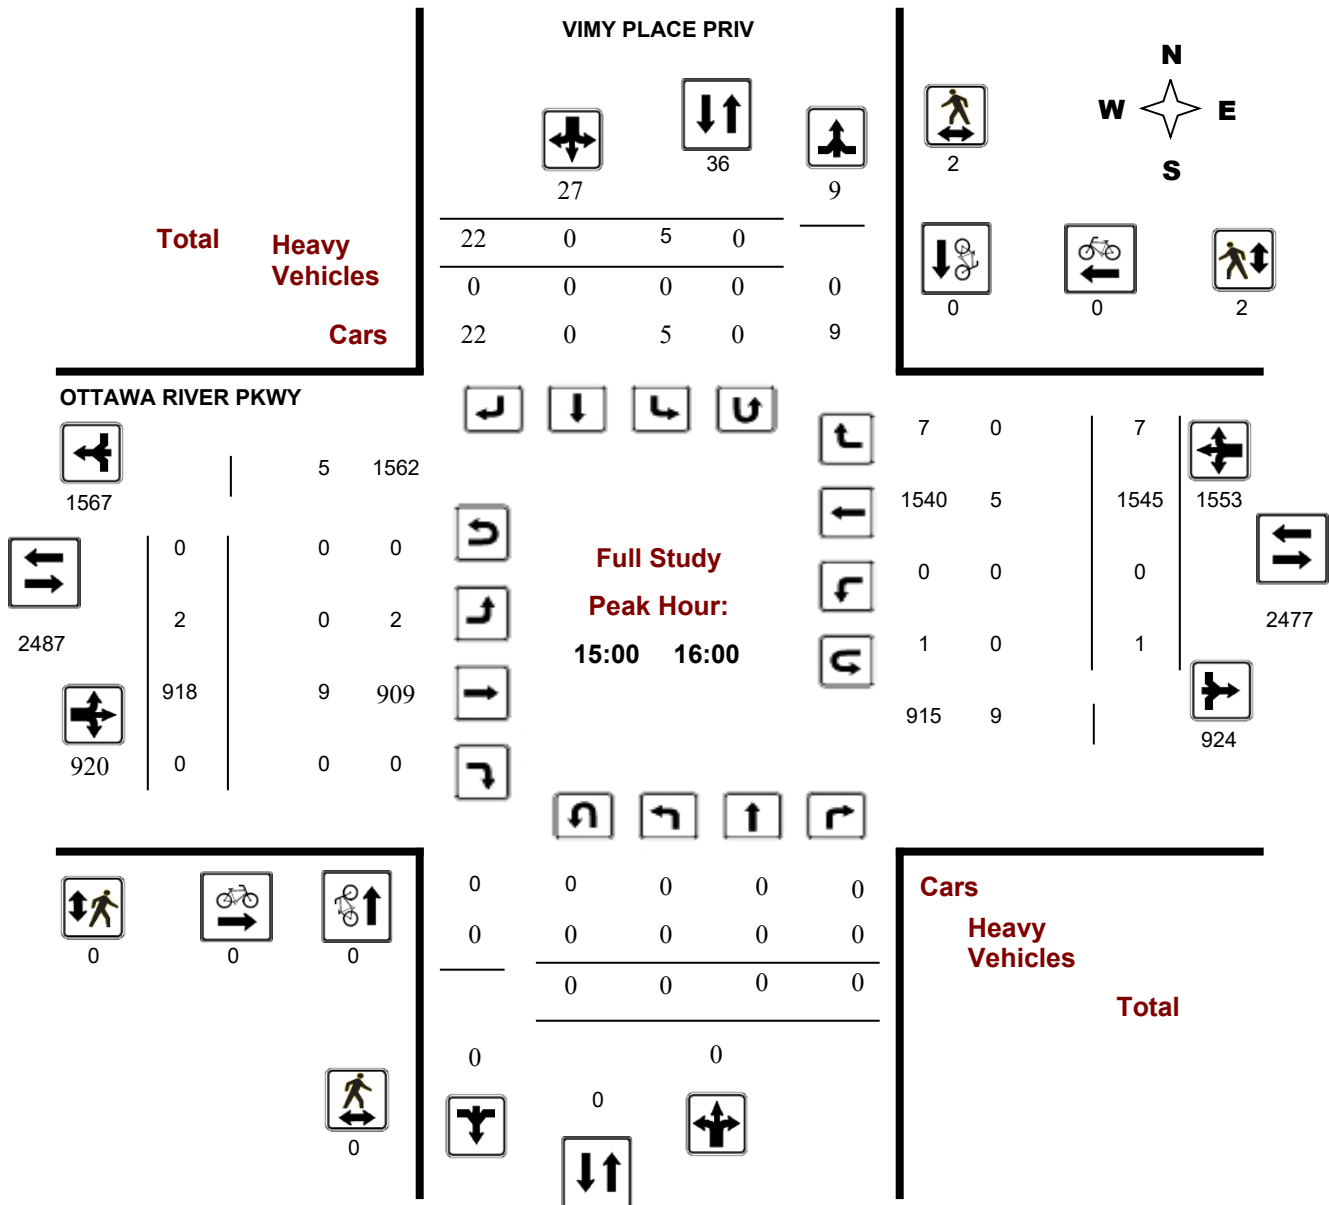 VIMY PLACE PRIV
N
W E
S
36
2
27
9
Total
Heavy
Vehicles
Cars
22 0 5 0
0 0 0 0 0
22 0 5 0 9
0 0 2
OTTAWA RIVER PKWY
1567
5 1562
7 0 7
1540 5 1545 1553
0 0 0
0 0 0
2 0 2
2487
2477
1 0 1
918 9 909
915 9
924
920
0 0 0
Full Study
Peak Hour:
15:00 16:00
0 0 0 0 0
0 0 0 0 0
0 0 0 0
0 0
0
0 0 0
0
Cars
Heavy
Vehicles
Total